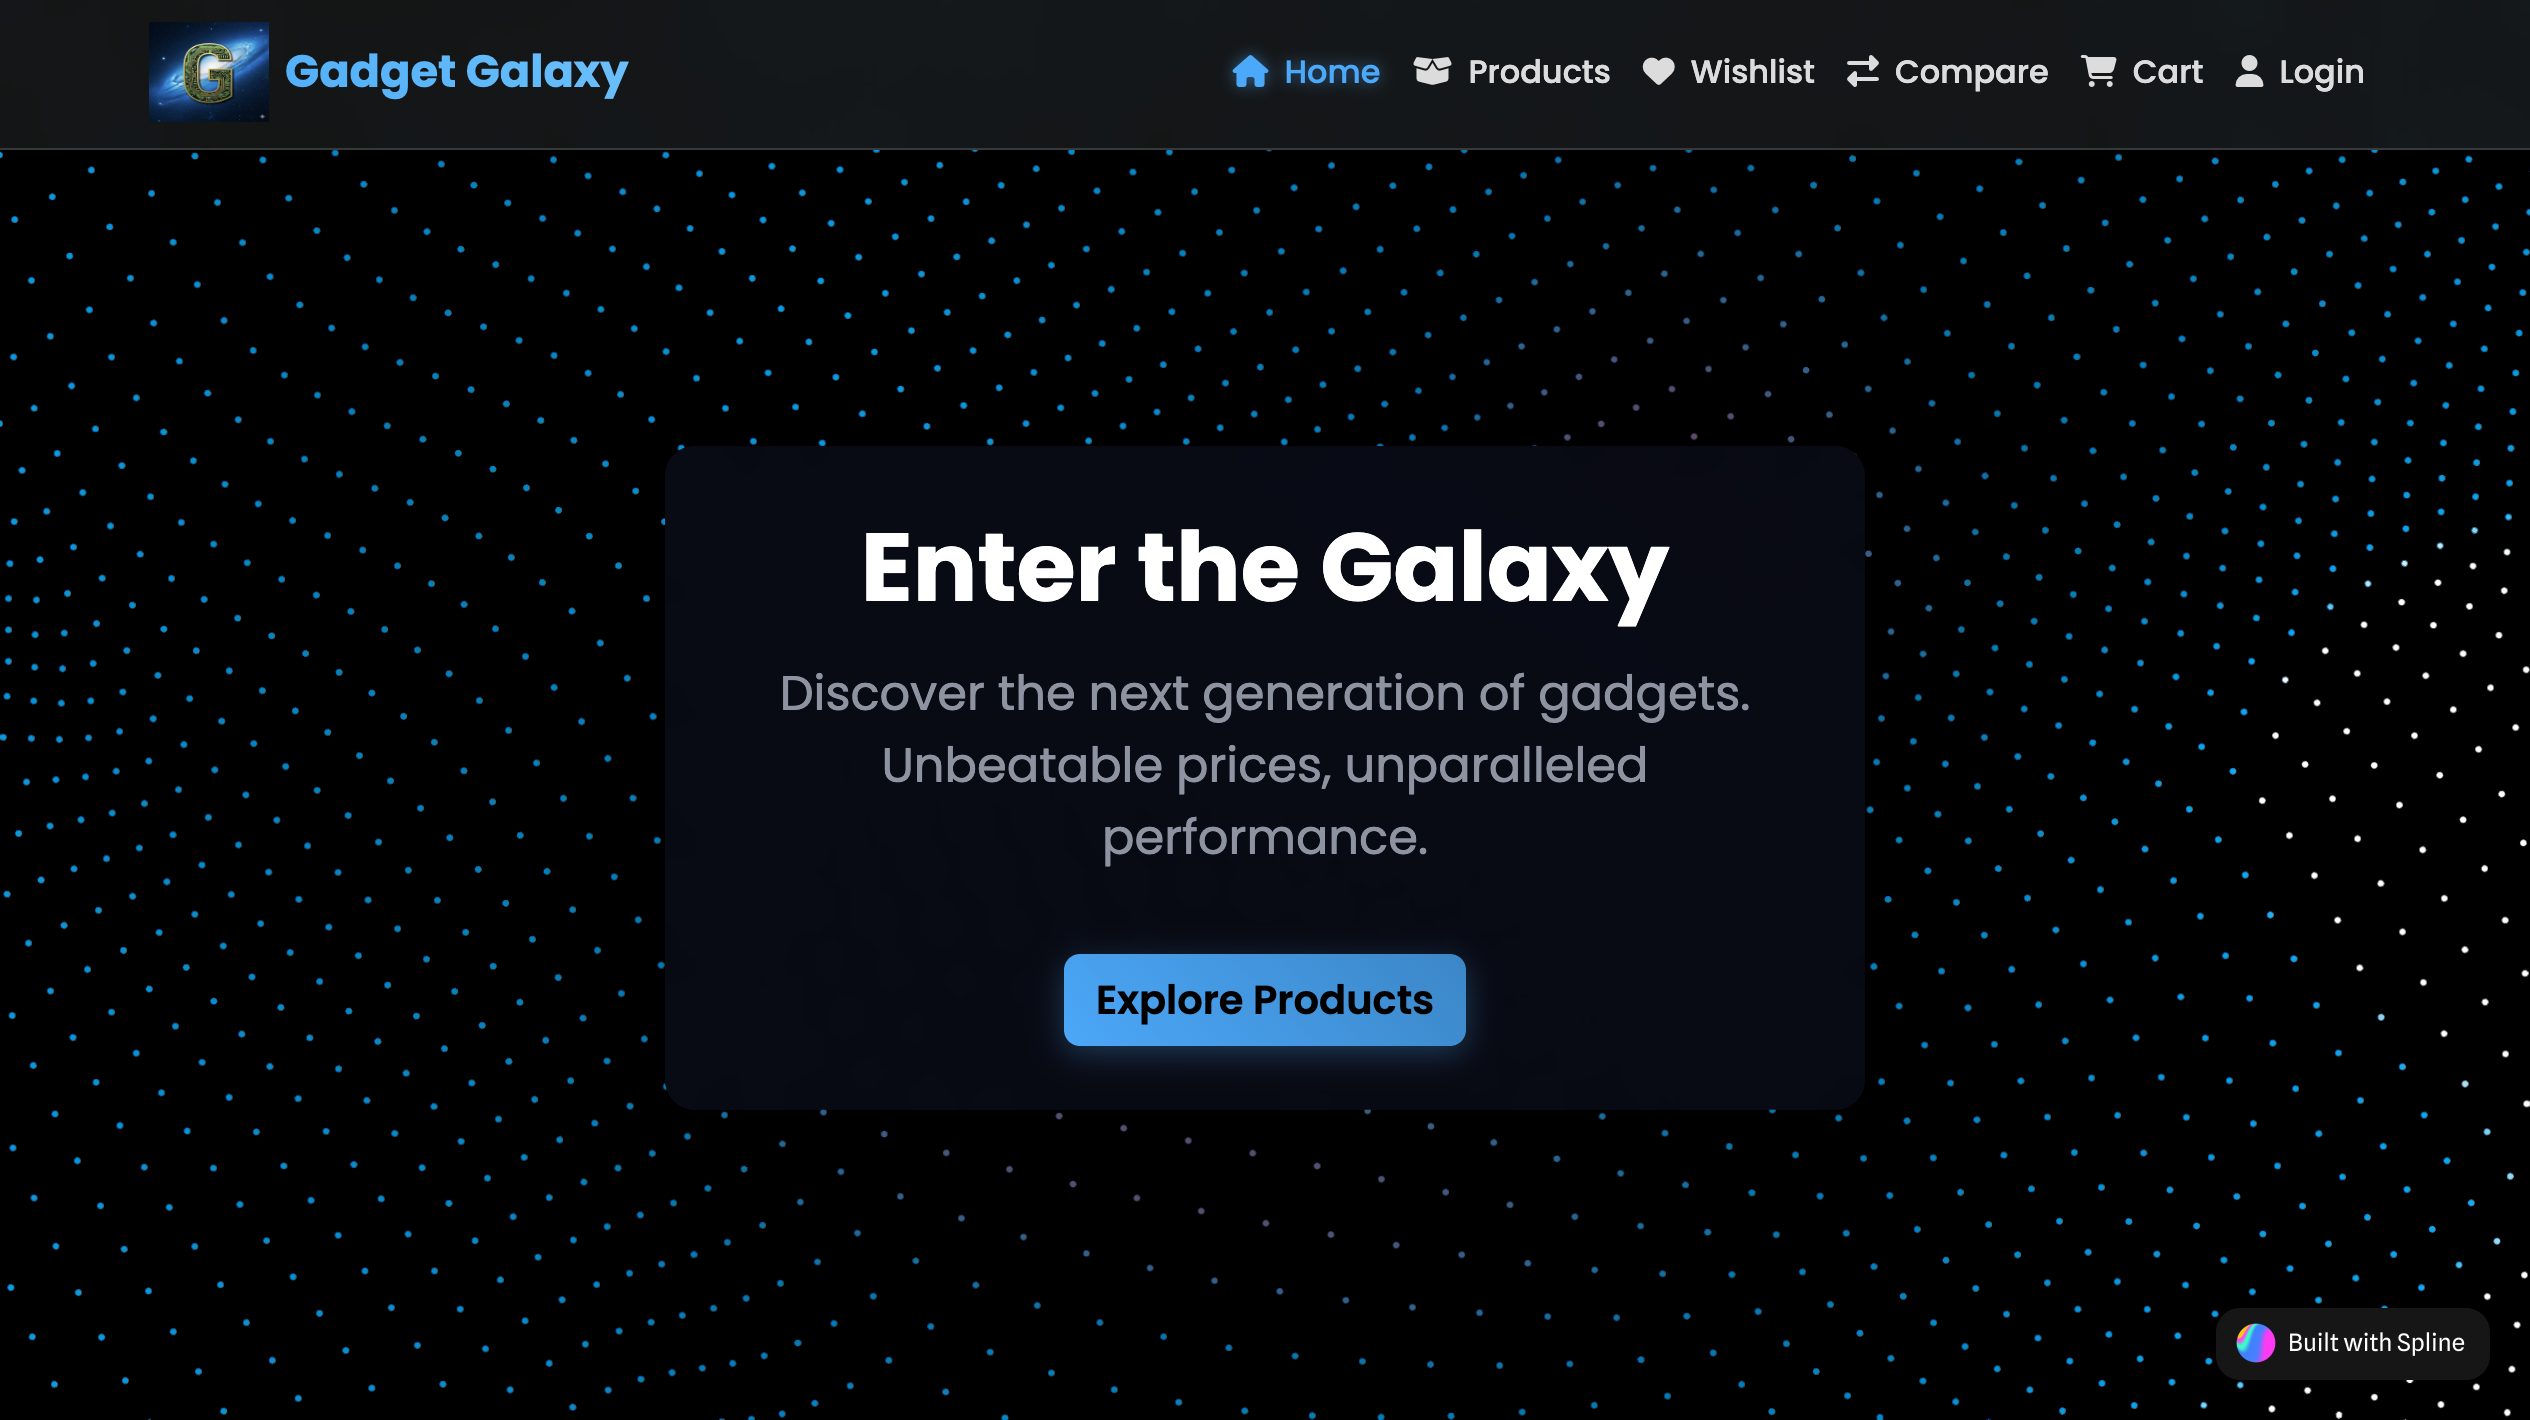 G
Gadget Galaxy
Home Products Wishlist Compare Cart Login
Enter the Galaxy
Discover the next generation of gadgets.
Unbeatable prices, unparalleled
performance.
Explore Products
Built with Spline